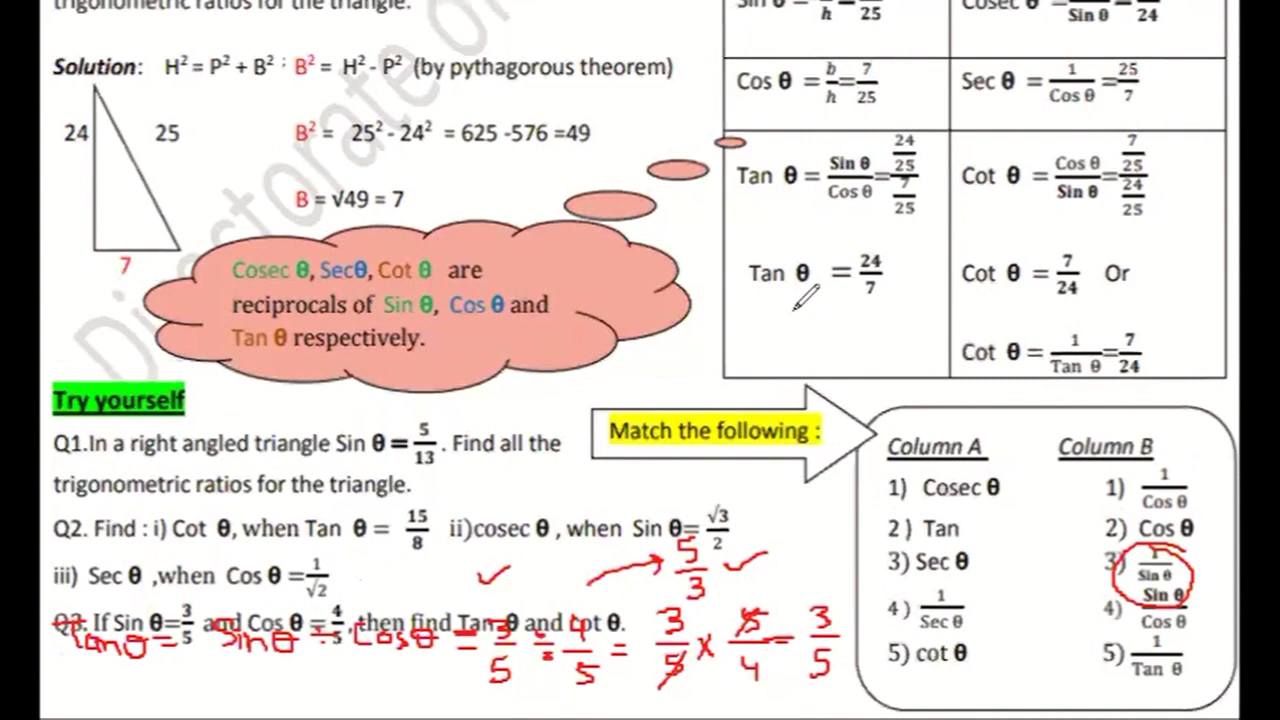 trigonometric ratios for the triangle.
Solution: H² = P² + B² ∶ B² = H² - P² (by pythagorous theorem)
24 25 B² = 25² - 24² = 625 -576 =49
B = √49 = 7
7
Cosec θ, Secθ, Cot θ are
reciprocals of Sin θ, Cos θ and
Tan θ respectively.
Sin θ = /h = /25 Cosec θ = /Sin θ = /24
Cos θ = b/h = 7/25 Sec θ = 1/Cos θ = 25/7
Tan θ = Sin θ/Cos θ = 24/25 / 7/25 Cot θ = Cos θ/Sin θ = 7/25 / 24/25
Tan θ = 24/7 Cot θ = 7/24 Or
Cot θ = 1/Tan θ = 7/24
Try yourself
Q1.In a right angled triangle Sin θ = 5/13 . Find all the
trigonometric ratios for the triangle.
Q2. Find : i) Cot θ, when Tan θ = 15/8 ii)cosec θ , when Sin θ= √3/2
iii) Sec θ ,when Cos θ =1/√2
5/3
Q3. If Sin θ=3/5 and Cos θ =4/5, then find Tan θ and cot θ.
Tanθ = Sinθ ÷ Cosθ = 3/5 ÷ 4/5 = 3/5 × 5/4 = 3/5
Match the following :
Column A Column B
1) Cosec θ 1) 1/Cos θ
2 ) Tan 2) Cos θ
3) Sec θ 3) 1/Sin θ
4 ) 1/Sec θ 4) Sin θ/Cos θ
5) cot θ 5) 1/Tan θ